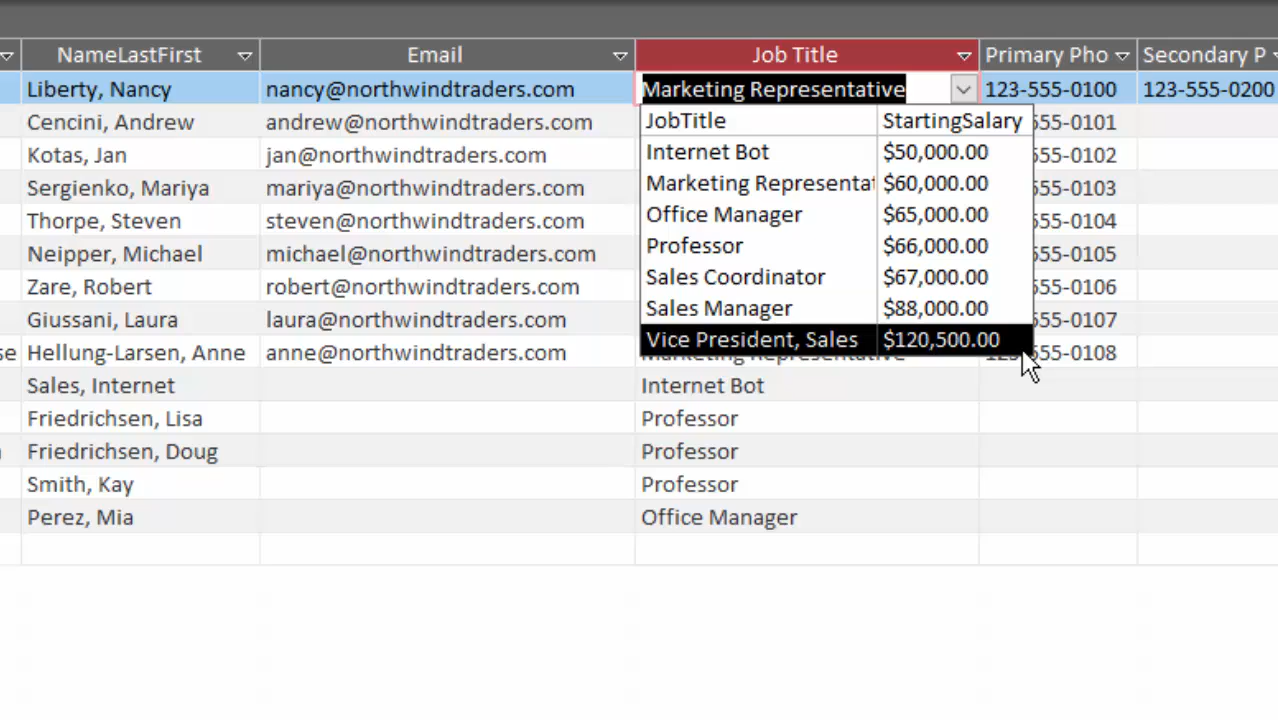 NameLastFirst Email Job Title Primary Pho Secondary P
Liberty, Nancy nancy@northwindtraders.com Marketing Representative 123-555-0100 123-555-0200
Cencini, Andrew andrew@northwindtraders.com JobTitle StartingSalary 555-0101
Kotas, Jan jan@northwindtraders.com Internet Bot $50,000.00 555-0102
Sergienko, Mariya mariya@northwindtraders.com Marketing Representat $60,000.00 555-0103
Thorpe, Steven steven@northwindtraders.com Office Manager $65,000.00 555-0104
Neipper, Michael michael@northwindtraders.com Professor $66,000.00 555-0105
Zare, Robert robert@northwindtraders.com Sales Coordinator $67,000.00 555-0106
Giussani, Laura laura@northwindtraders.com Sales Manager $88,000.00 555-0107
se Hellung-Larsen, Anne anne@northwindtraders.com Vice President, Sales $120,500.00 555-0108
Sales, Internet Internet Bot
Friedrichsen, Lisa Professor
Friedrichsen, Doug Professor
Smith, Kay Professor
Perez, Mia Office Manager